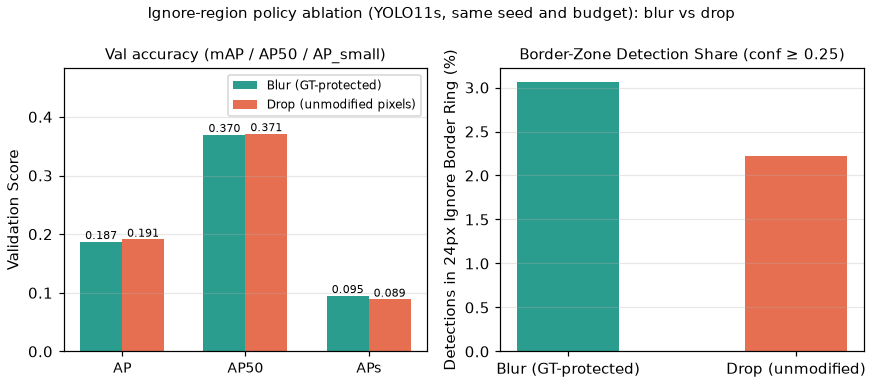 Ignore-region policy ablation (YOLO11s, same seed and budget): blur vs drop
Val accuracy (mAP / AP50 / AP_small)
Validation Score
0.4
0.3
0.2
0.1
0.0
Blur (GT-protected)
Drop (unmodified pixels)
0.187
0.191
0.370
0.371
0.095
0.089
AP
AP50
APs
Border-Zone Detection Share (conf ≥ 0.25)
Detections in 24px Ignore Border Ring (%)
3.0
2.5
2.0
1.5
1.0
0.5
0.0
Blur (GT-protected)
Drop (unmodified)